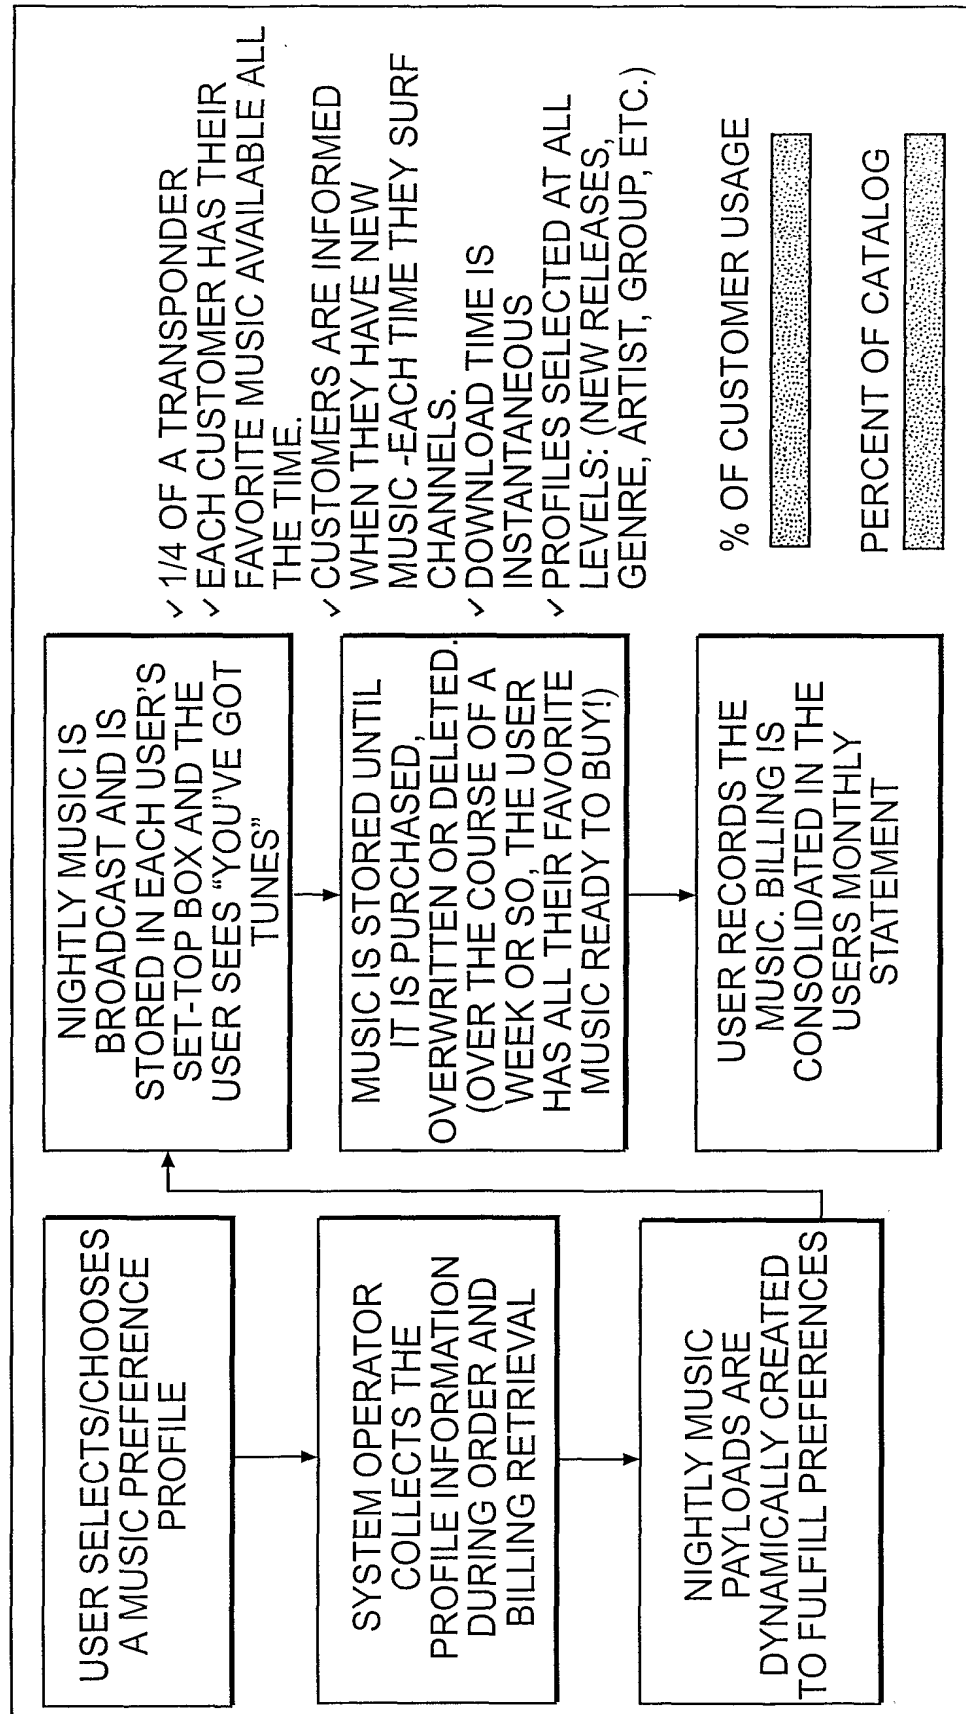 USER SELECTS/CHOOSES
A MUSIC PREFERENCE
PROFILE
SYSTEM OPERATOR
COLLECTS THE
PROFILE INFORMATION
DURING ORDER AND
BILLING RETRIEVAL
NIGHTLY MUSIC
PAYLOADS ARE
DYNAMICALLY CREATED
TO FULFILL PREFERENCES
NIGHTLY MUSIC IS
BROADCAST AND IS
STORED IN EACH USER'S
SET-TOP BOX AND THE
USER SEES “YOU'VE GOT
TUNES”
MUSIC IS STORED UNTIL
IT IS PURCHASED,
OVERWRITTEN OR DELETED.
(OVER THE COURSE OF A
WEEK OR SO, THE USER
HAS ALL THEIR FAVORITE
MUSIC READY TO BUY!)
USER RECORDS THE
MUSIC. BILLING IS
CONSOLIDATED IN THE
USERS MONTHLY
STATEMENT
✓ 1/4 OF A TRANSPONDER
✓ EACH CUSTOMER HAS THEIR
FAVORITE MUSIC AVAILABLE ALL
THE TIME.
✓ CUSTOMERS ARE INFORMED
WHEN THEY HAVE NEW
MUSIC -EACH TIME THEY SURF
CHANNELS.
✓ DOWNLOAD TIME IS
INSTANTANEOUS
✓ PROFILES SELECTED AT ALL
LEVELS: (NEW RELEASES,
GENRE, ARTIST, GROUP, ETC.)
% OF CUSTOMER USAGE
PERCENT OF CATALOG